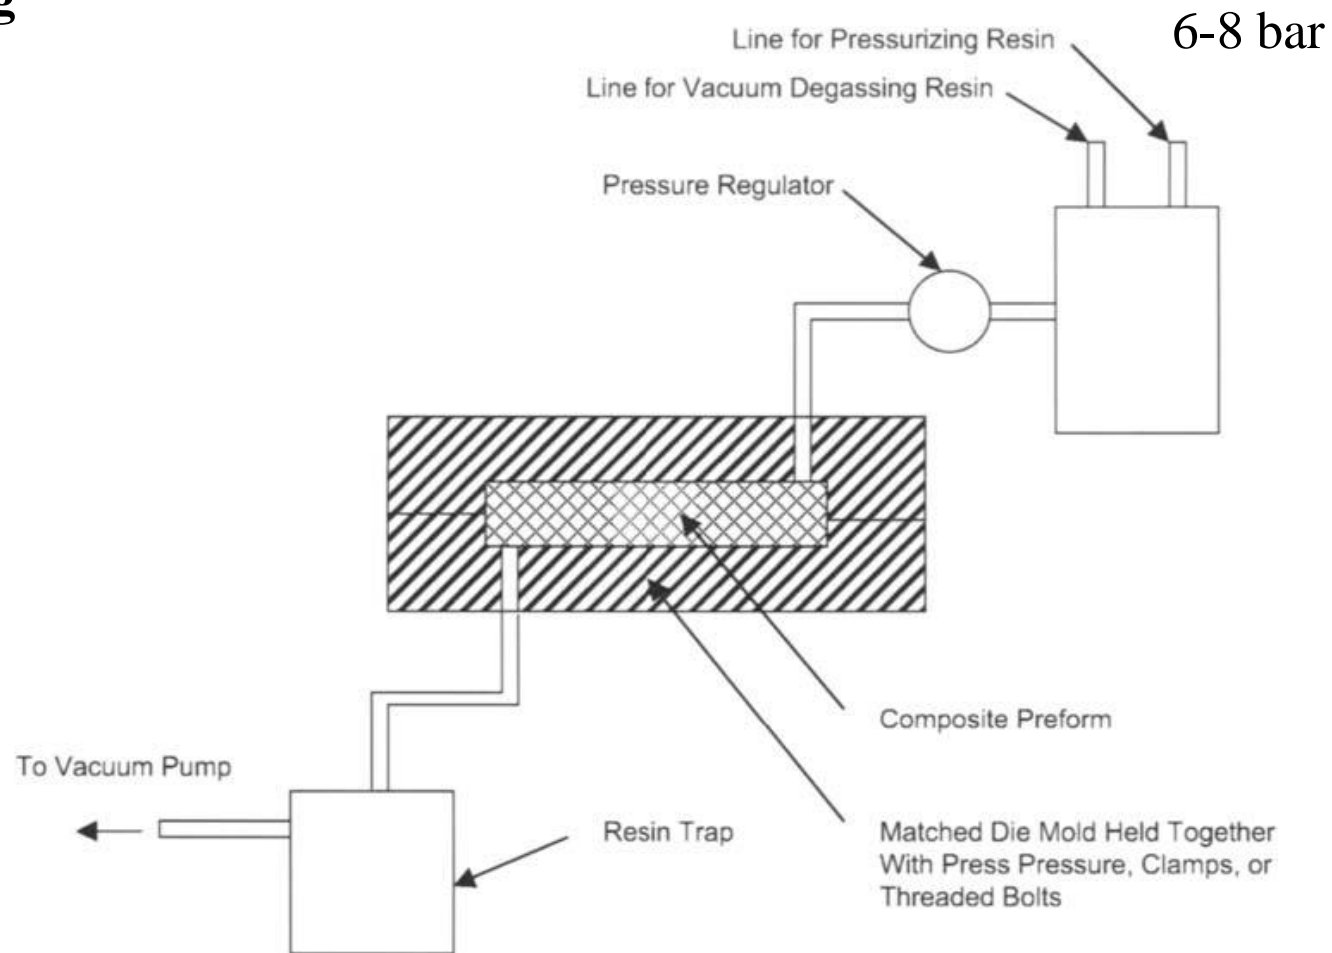 g
6-8 bar
Line for Pressurizing Resin
Line for Vacuum Degassing Resin
Pressure Regulator
Composite Preform
To Vacuum Pump
Resin Trap
Matched Die Mold Held Together
With Press Pressure, Clamps, or
Threaded Bolts